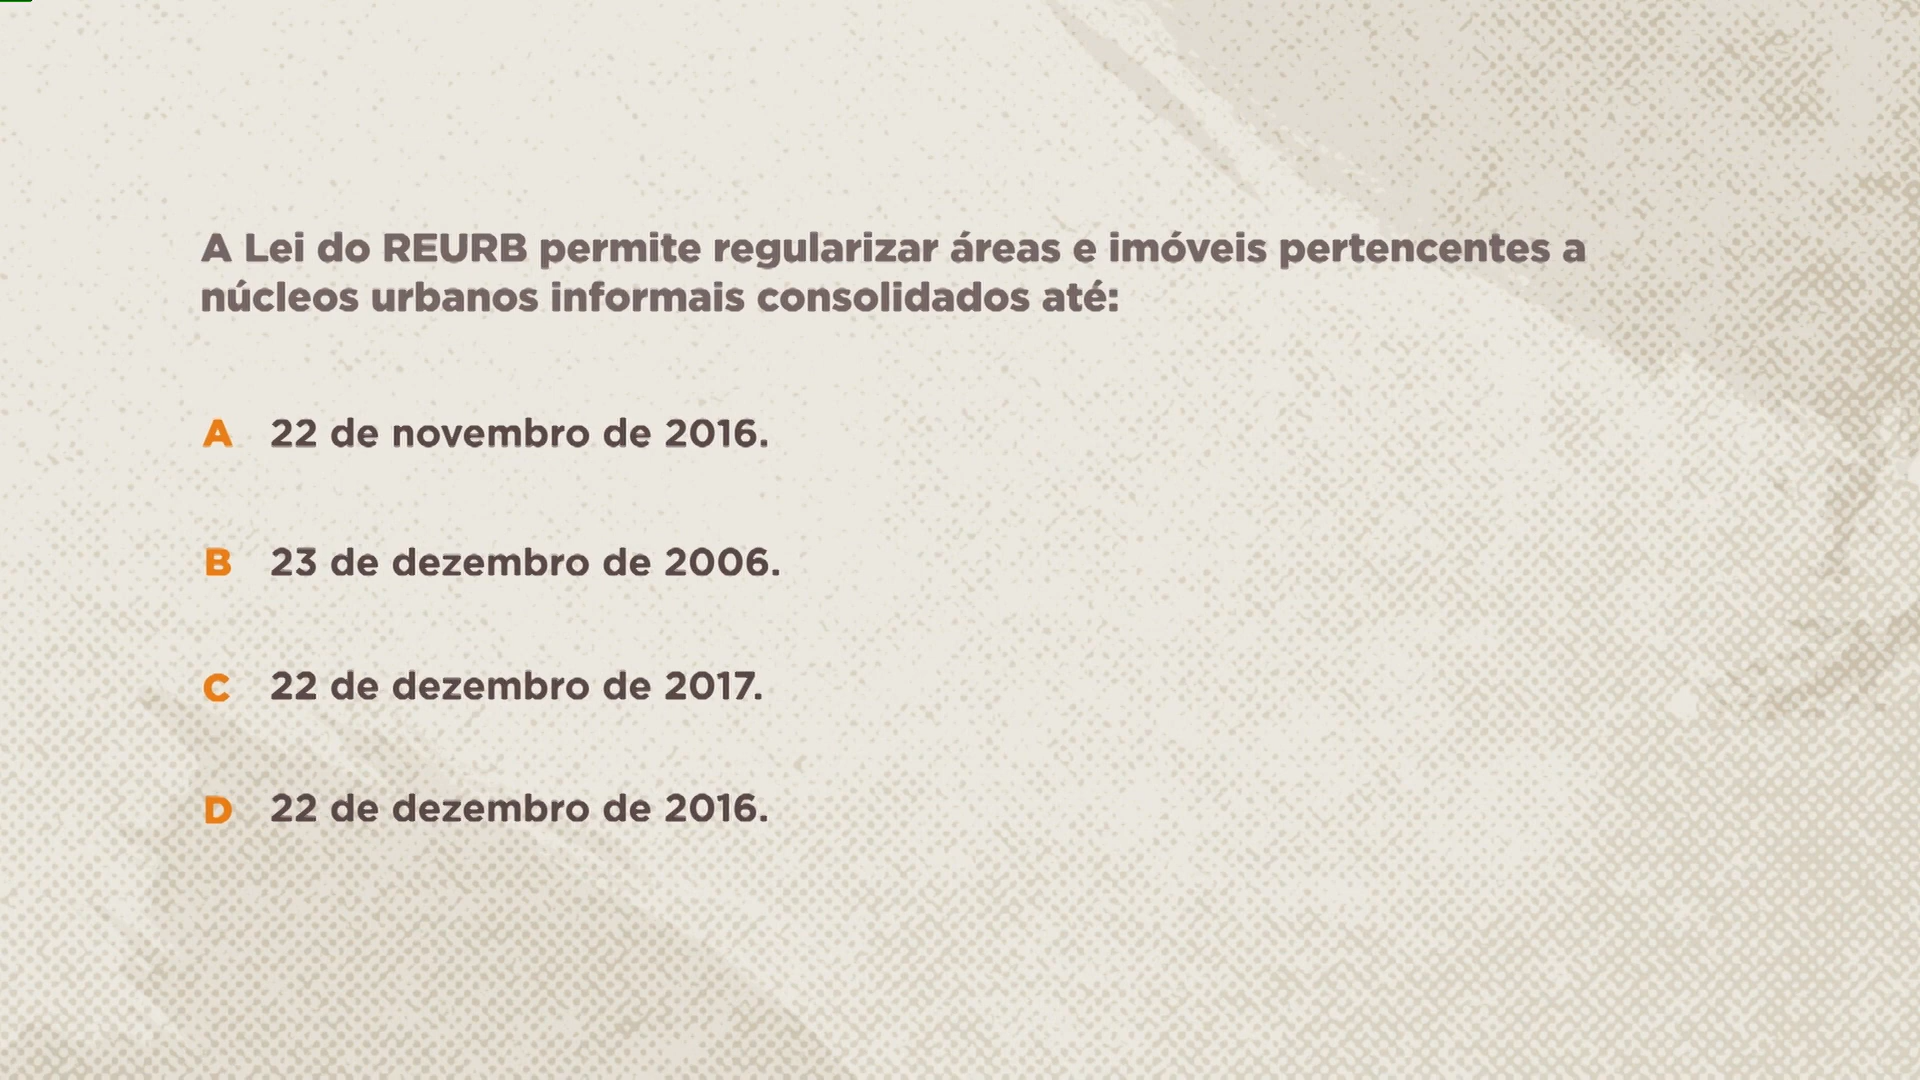 A Lei do REURB permite regularizar áreas e imóveis pertencentes a
núcleos urbanos informais consolidados até:
A 22 de novembro de 2016.
B 23 de dezembro de 2006.
C 22 de dezembro de 2017.
D 22 de dezembro de 2016.